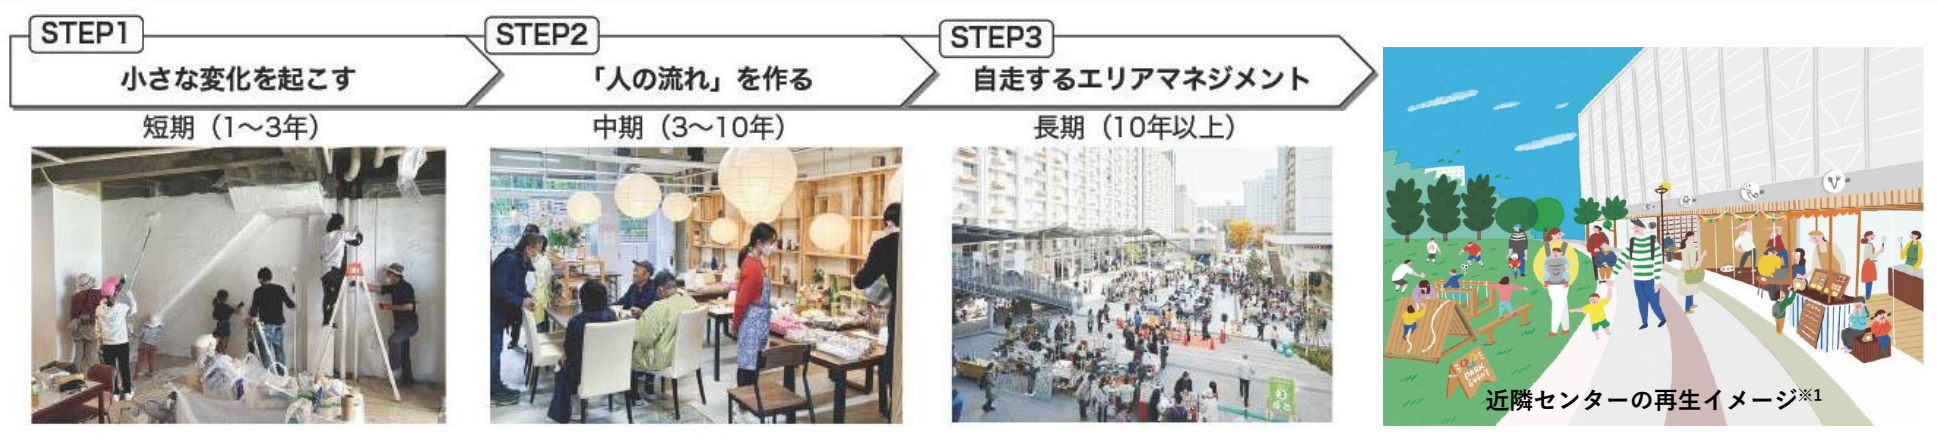 STEP1
小さな変化を起こす
短期（1〜3年）
STEP2
「人の流れ」を作る
中期（3〜10年）
STEP3
自走するエリアマネジメント
長期（10年以上）
PARK
EVENT
近隣センターの再生イメージ※1